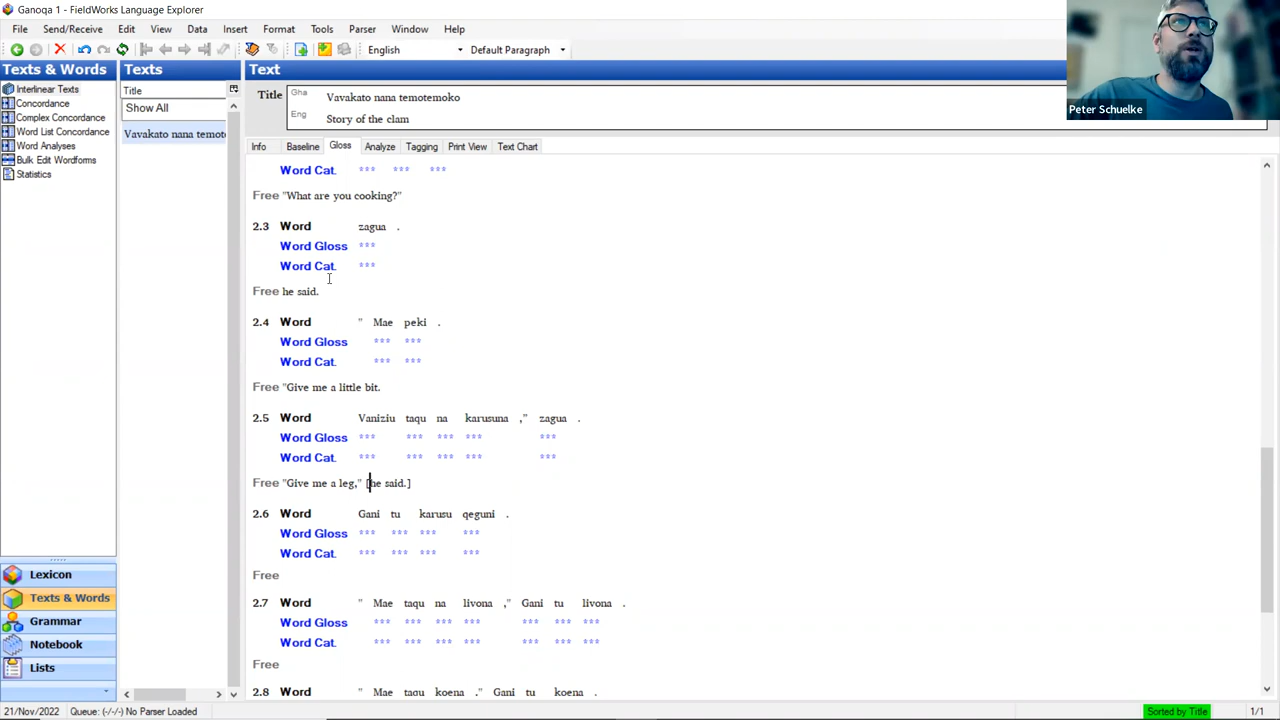 Ganoqa 1 - FieldWorks Language Explorer
File Send/Receive Edit View Data Insert Format Tools Parser Window Help
English Default Paragraph
Texts & Words
Interlinear Texts
Concordance
Complex Concordance
Word List Concordance
Word Analyses
Bulk Edit Wordforms
Statistics
Lexicon
Texts & Words
Grammar
Notebook
Lists
Texts
Title
Show All
Vavakato nana temot
Text
Title Gha Vavakato nana temotemoko
Eng Story of the clam
Info Baseline Gloss Analyze Tagging Print View Text Chart
Word Cat. *** *** ***
Free "What are you cooking?"
2.3 Word zagua .
Word Gloss ***
Word Cat. ***
Free he said.
2.4 Word " Mae peki .
Word Gloss *** ***
Word Cat. *** ***
Free "Give me a little bit.
2.5 Word Vaniziu taqu na karusuna ," zagua .
Word Gloss *** *** *** *** ***
Word Cat. *** *** *** *** ***
Free "Give me a leg," [he said.]
2.6 Word Gani tu karusu qeguni .
Word Gloss *** *** *** ***
Word Cat. *** *** *** ***
Free
2.7 Word " Mae taqu na livona ," Gani tu livona .
Word Gloss *** *** *** *** *** *** ***
Word Cat. *** *** *** *** *** *** ***
Free
2.8 Word " Mae taqu koena ." Gani tu koena .
Peter Schuelke
21/Nov/2022 Queue: (-/-/-) No Parser Loaded Sorted by Title 1/1